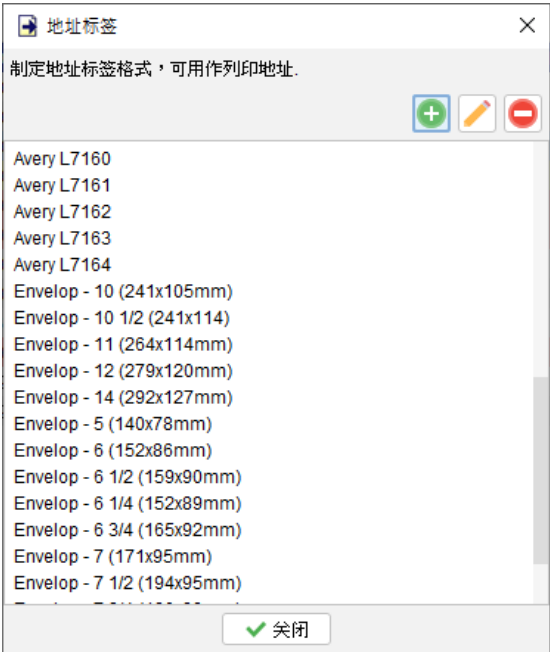 地址标签
制定地址标签格式，可用作列印地址.
Avery L7160
Avery L7161
Avery L7162
Avery L7163
Avery L7164
Envelop - 10 (241x105mm)
Envelop - 10 1/2 (241x114)
Envelop - 11 (264x114mm)
Envelop - 12 (279x120mm)
Envelop - 14 (292x127mm)
Envelop - 5 (140x78mm)
Envelop - 6 (152x86mm)
Envelop - 6 1/2 (159x90mm)
Envelop - 6 1/4 (152x89mm)
Envelop - 6 3/4 (165x92mm)
Envelop - 7 (171x95mm)
Envelop - 7 1/2 (194x95mm)
关闭